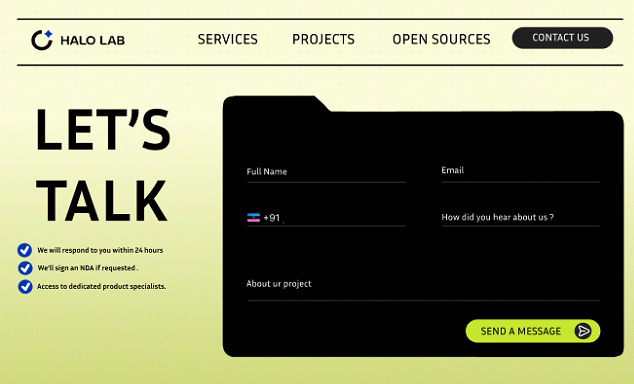 HALO LAB
SERVICES
PROJECTS
OPEN SOURCES
CONTACT US
LET'S
TALK
We will respond to you within 24 hours
We'll sign an NDA if requested.
Access to dedicated product specialists.
Full Name
Email
+91
How did you hear about us ?
About ur project
SEND A MESSAGE